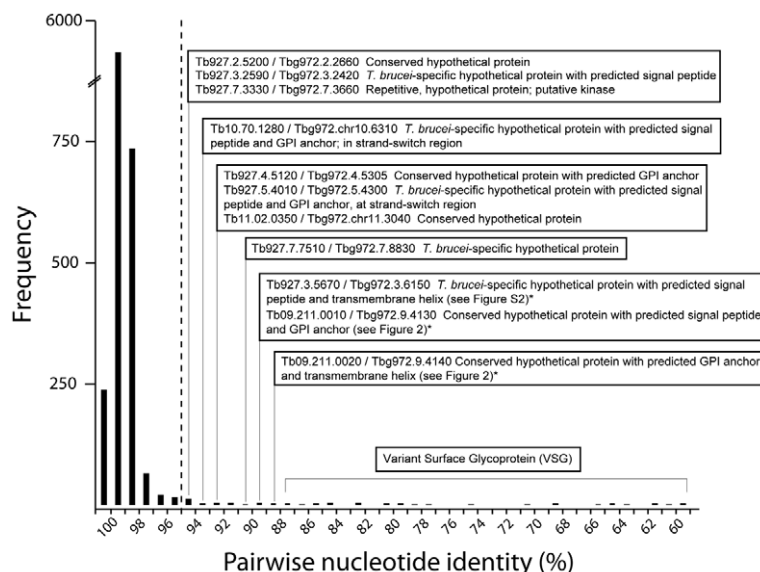 6000
750
500
250
Frequency
Tb927.2.5200 / Tbg972.2.2660 Conserved hypothetical protein
Tb927.3.2590 / Tbg972.3.2420 T. brucei-specific hypothetical protein with predicted signal peptide
Tb927.7.3330 / Tbg972.7.3660 Repetitive, hypothetical protein; putative kinase
Tb10.70.1280 / Tbg972.chr10.6310 T. brucei-specific hypothetical protein with predicted signal
peptide and GPI anchor; in strand-switch region
Tb927.4.5120 / Tbg972.4.5305 Conserved hypothetical protein with predicted GPI anchor
Tb927.5.4010 / Tbg972.5.4300 T. brucei-specific hypothetical protein with predicted signal
peptide and GPI anchor, at strand-switch region
Tb11.02.0350 / Tbg972.chr11.3040 Conserved hypothetical protein
Tb927.7.7510 / Tbg972.7.8830 T. brucei-specific hypothetical protein
Tb927.3.5670 / Tbg972.3.6150 T. brucei-specific hypothetical protein with predicted signal
peptide and transmembrane helix (see Figure S2)*
Tb09.211.0010 / Tbg972.9.4130 Conserved hypothetical protein with predicted signal peptide
and GPI anchor (see Figure 2)*
Tb09.211.0020 / Tbg972.9.4140 Conserved hypothetical protein with predicted GPI anchor
and transmembrane helix (see Figure 2)*
Variant Surface Glycoprotein (VSG)
100 98 96 94 92 90 88 86 84 82 80 78 76 74 72 70 68 66 64 62 60
Pairwise nucleotide identity (%)